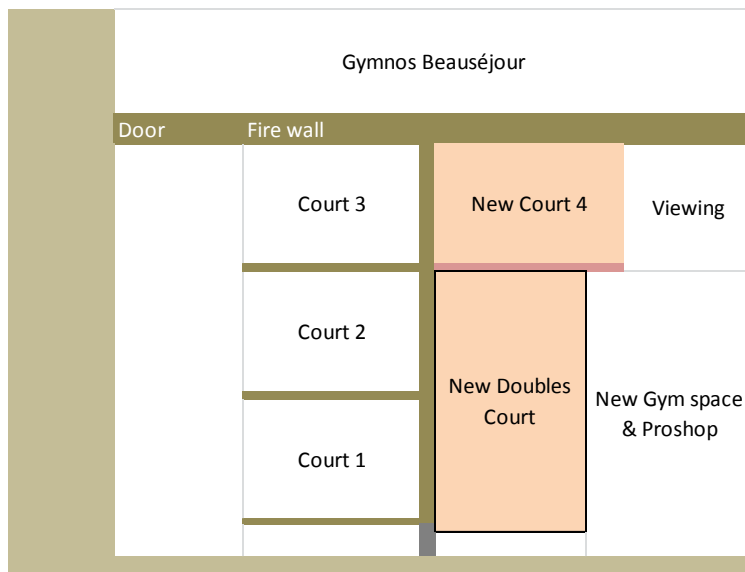 Gymnos Beauséjour
Door
Fire wall
Court 3
New Court 4
Viewing
Court 2
New Doubles
Court
New Gym space
& Proshop
Court 1